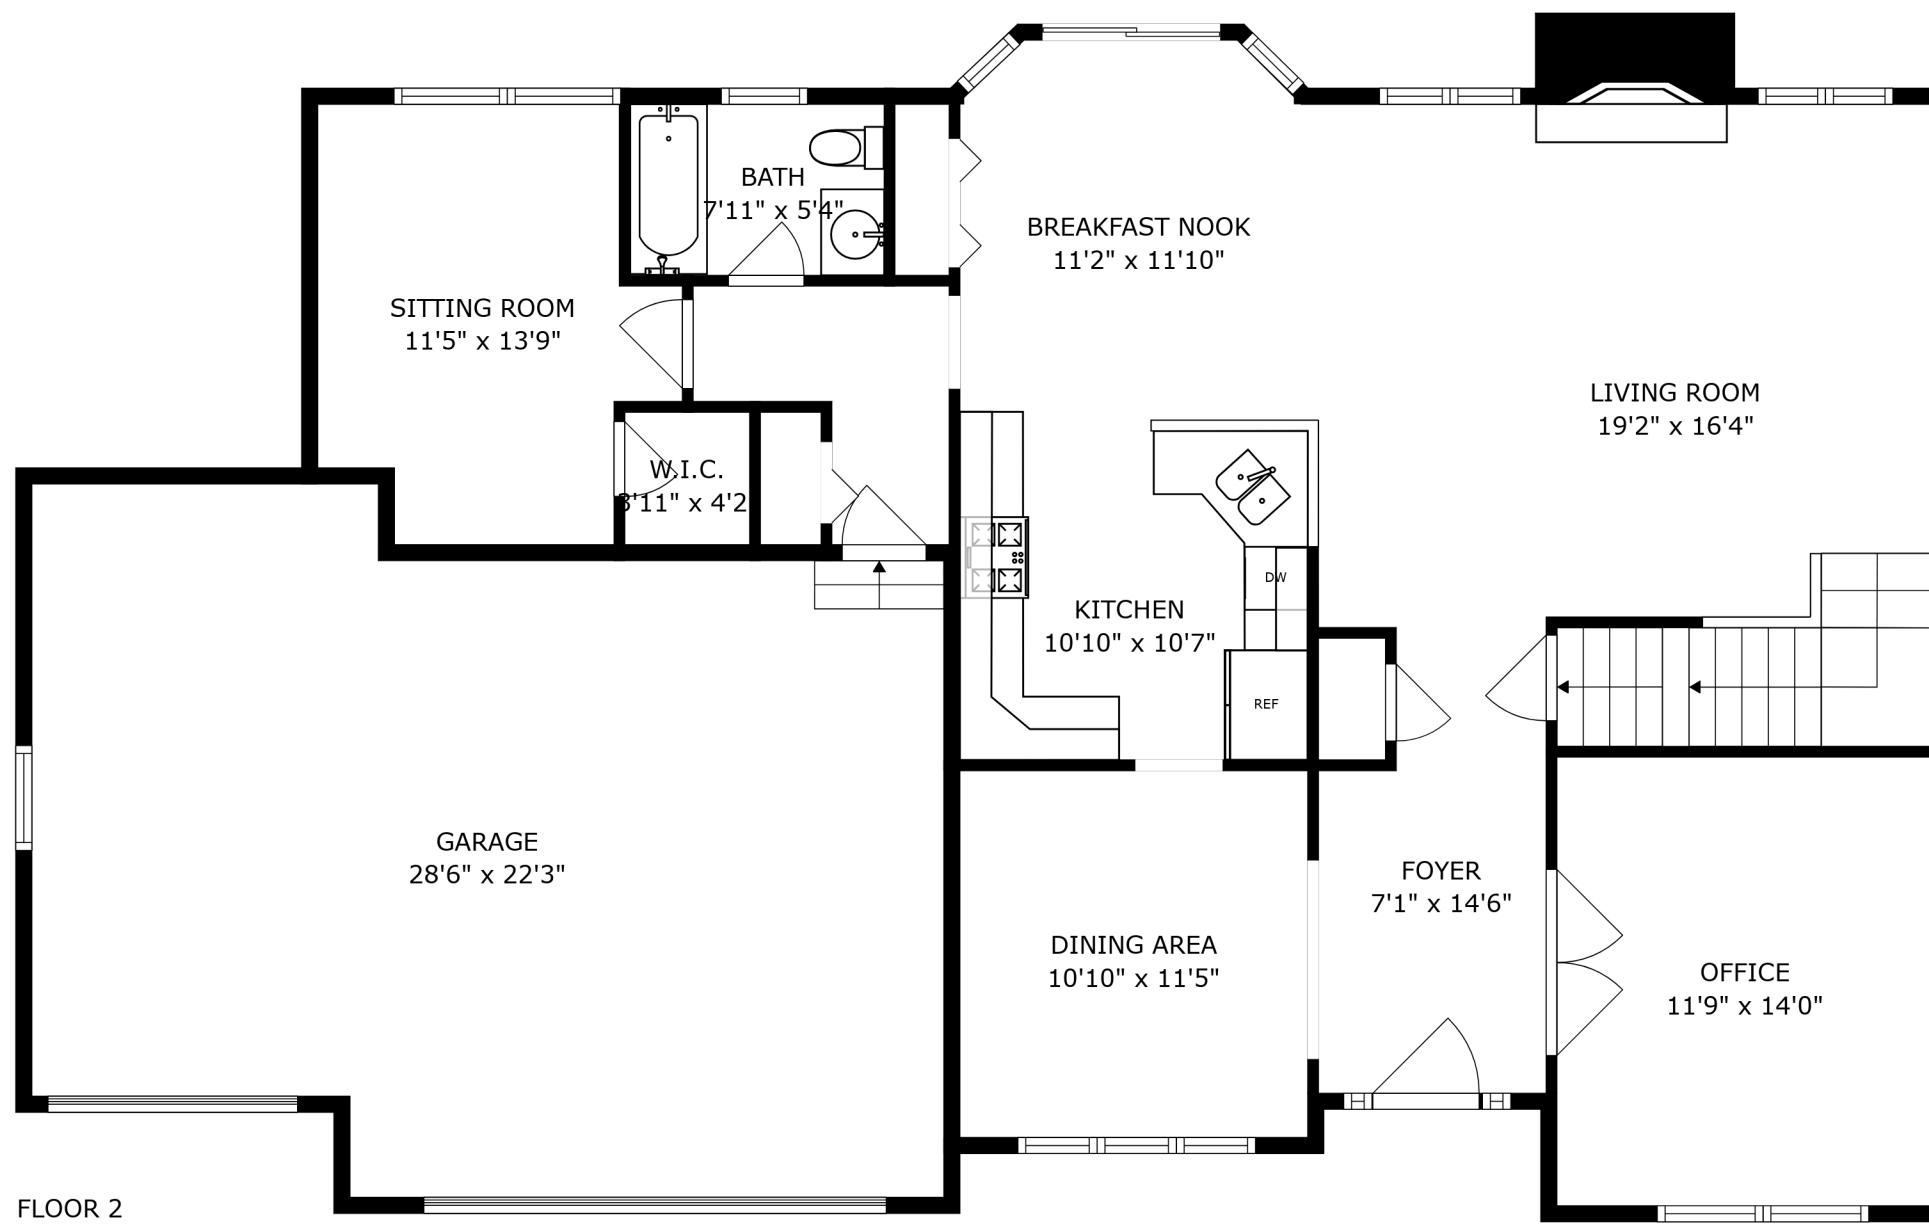 BATH
7'11" x 5'4"
BREAKFAST NOOK
11'2" x 11'10"
SITTING ROOM
11'5" x 13'9"
LIVING ROOM
19'2" x 16'4"
W.I.C.
3'11" x 4'2
DW
KITCHEN
10'10" x 10'7"
REF
GARAGE
28'6" x 22'3"
FOYER
7'1" x 14'6"
DINING AREA
10'10" x 11'5"
OFFICE
11'9" x 14'0"
FLOOR 2